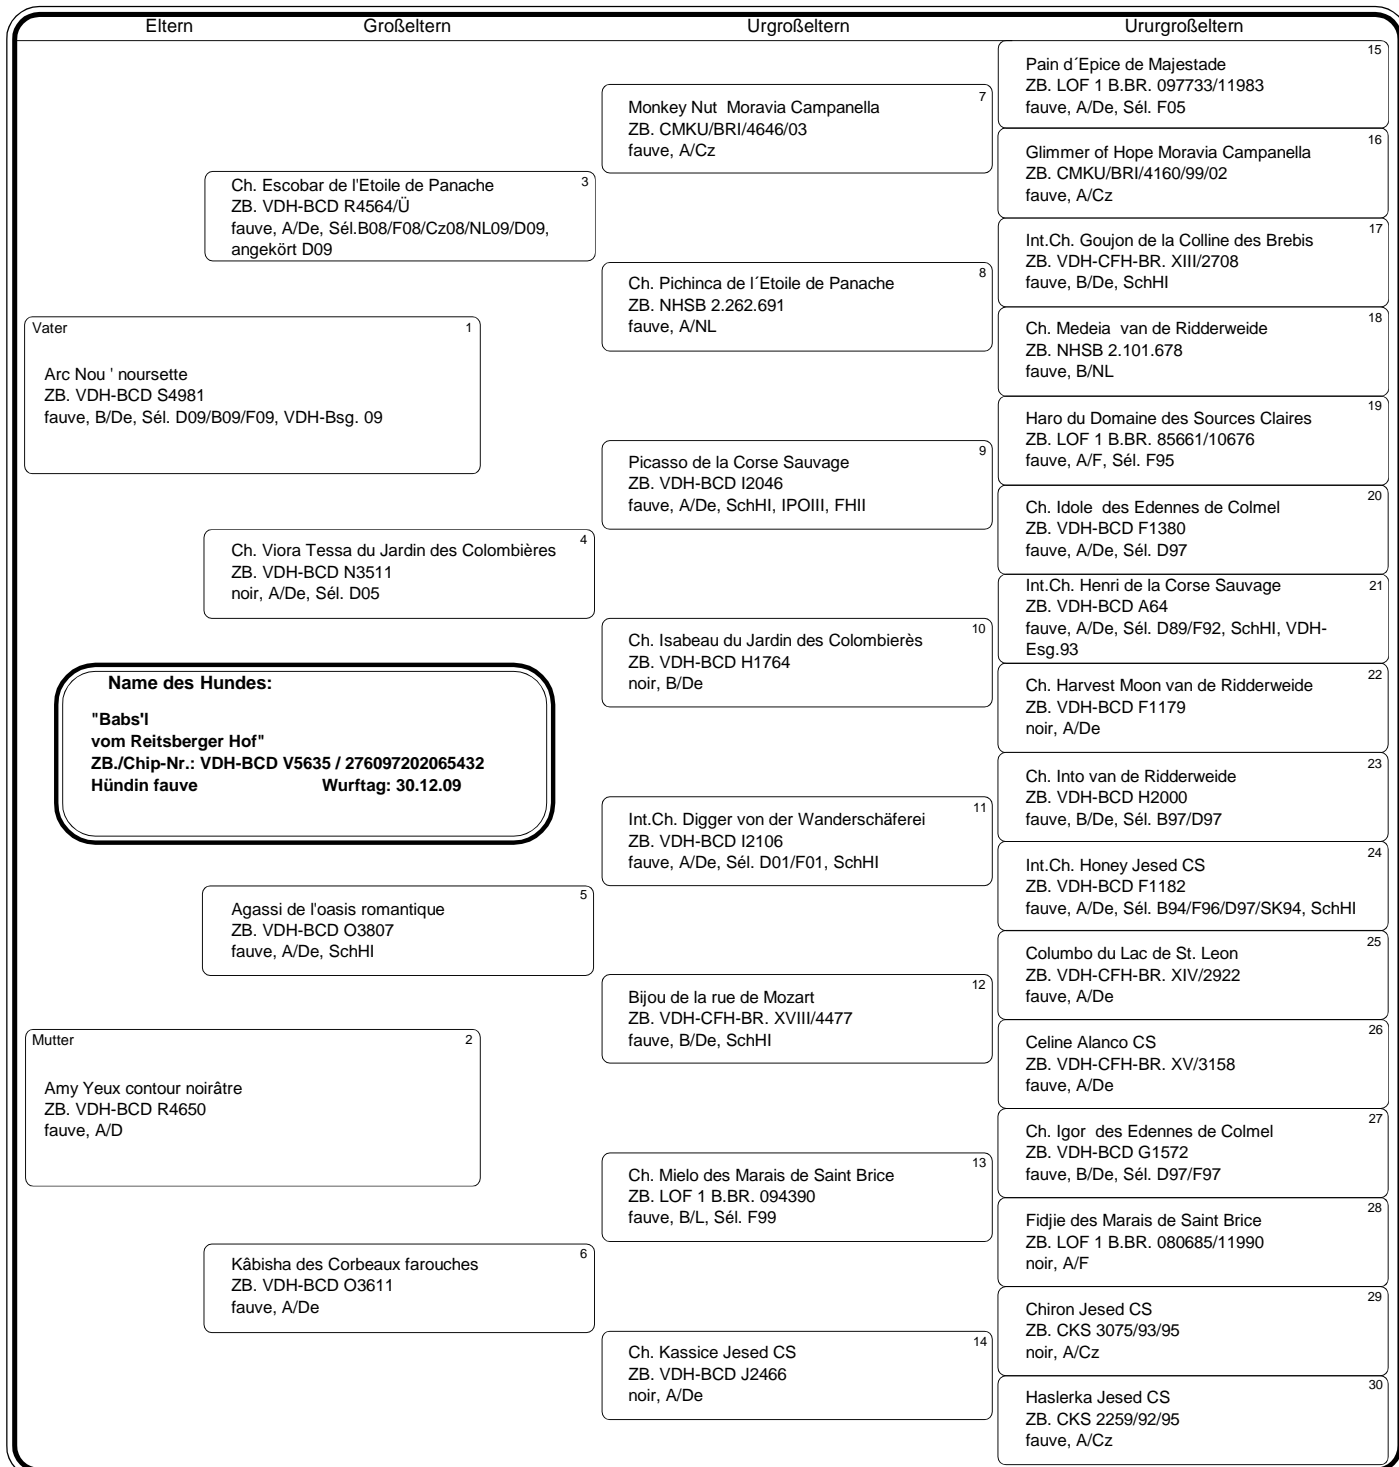 Eltern Großeltern Urgroßeltern Ururgroßeltern
Vater 1
Arc Nou ' noursette
ZB. VDH-BCD S4981
fauve, B/De, Sél. D09/B09/F09, VDH-Bsg. 09
Mutter 2
Amy Yeux contour noirâtre
ZB. VDH-BCD R4650
fauve, A/D
Name des Hundes:
"Babs'l
vom Reitsberger Hof"
ZB./Chip-Nr.: VDH-BCD V5635 / 276097202065432
Hündin fauve Wurftag: 30.12.09
3
Ch. Escobar de l'Etoile de Panache
ZB. VDH-BCD R4564/Ü
fauve, A/De, Sél.B08/F08/Cz08/NL09/D09,
angekört D09
4
Ch. Viora Tessa du Jardin des Colombières
ZB. VDH-BCD N3511
noir, A/De, Sél. D05
5
Agassi de l'oasis romantique
ZB. VDH-BCD O3807
fauve, A/De, SchHI
6
Kâbisha des Corbeaux farouches
ZB. VDH-BCD O3611
fauve, A/De
7
Monkey Nut Moravia Campanella
ZB. CMKU/BRI/4646/03
fauve, A/Cz
8
Ch. Pichinca de l´Etoile de Panache
ZB. NHSB 2.262.691
fauve, A/NL
9
Picasso de la Corse Sauvage
ZB. VDH-BCD I2046
fauve, A/De, SchHI, IPOIII, FHII
10
Ch. Isabeau du Jardin des Colombierès
ZB. VDH-BCD H1764
noir, B/De
11
Int.Ch. Digger von der Wanderschäferei
ZB. VDH-BCD I2106
fauve, A/De, Sél. D01/F01, SchHI
12
Bijou de la rue de Mozart
ZB. VDH-CFH-BR. XVIII/4477
fauve, B/De, SchHI
13
Ch. Mielo des Marais de Saint Brice
ZB. LOF 1 B.BR. 094390
fauve, B/L, Sél. F99
14
Ch. Kassice Jesed CS
ZB. VDH-BCD J2466
noir, A/De
15
Pain d´Epice de Majestade
ZB. LOF 1 B.BR. 097733/11983
fauve, A/De, Sél. F05
16
Glimmer of Hope Moravia Campanella
ZB. CMKU/BRI/4160/99/02
fauve, A/Cz
17
Int.Ch. Goujon de la Colline des Brebis
ZB. VDH-CFH-BR. XIII/2708
fauve, B/De, SchHI
18
Ch. Medeia van de Ridderweide
ZB. NHSB 2.101.678
fauve, B/NL
19
Haro du Domaine des Sources Claires
ZB. LOF 1 B.BR. 85661/10676
fauve, A/F, Sél. F95
20
Ch. Idole des Edennes de Colmel
ZB. VDH-BCD F1380
fauve, A/De, Sél. D97
21
Int.Ch. Henri de la Corse Sauvage
ZB. VDH-BCD A64
fauve, A/De, Sél. D89/F92, SchHI, VDH-
Esg.93
22
Ch. Harvest Moon van de Ridderweide
ZB. VDH-BCD F1179
noir, A/De
23
Ch. Into van de Ridderweide
ZB. VDH-BCD H2000
fauve, B/De, Sél. B97/D97
24
Int.Ch. Honey Jesed CS
ZB. VDH-BCD F1182
fauve, A/De, Sél. B94/F96/D97/SK94, SchHI
25
Columbo du Lac de St. Leon
ZB. VDH-CFH-BR. XIV/2922
fauve, A/De
26
Celine Alanco CS
ZB. VDH-CFH-BR. XV/3158
fauve, A/De
27
Ch. Igor des Edennes de Colmel
ZB. VDH-BCD G1572
fauve, B/De, Sél. D97/F97
28
Fidjie des Marais de Saint Brice
ZB. LOF 1 B.BR. 080685/11990
noir, A/F
29
Chiron Jesed CS
ZB. CKS 3075/93/95
noir, A/Cz
30
Haslerka Jesed CS
ZB. CKS 2259/92/95
fauve, A/Cz